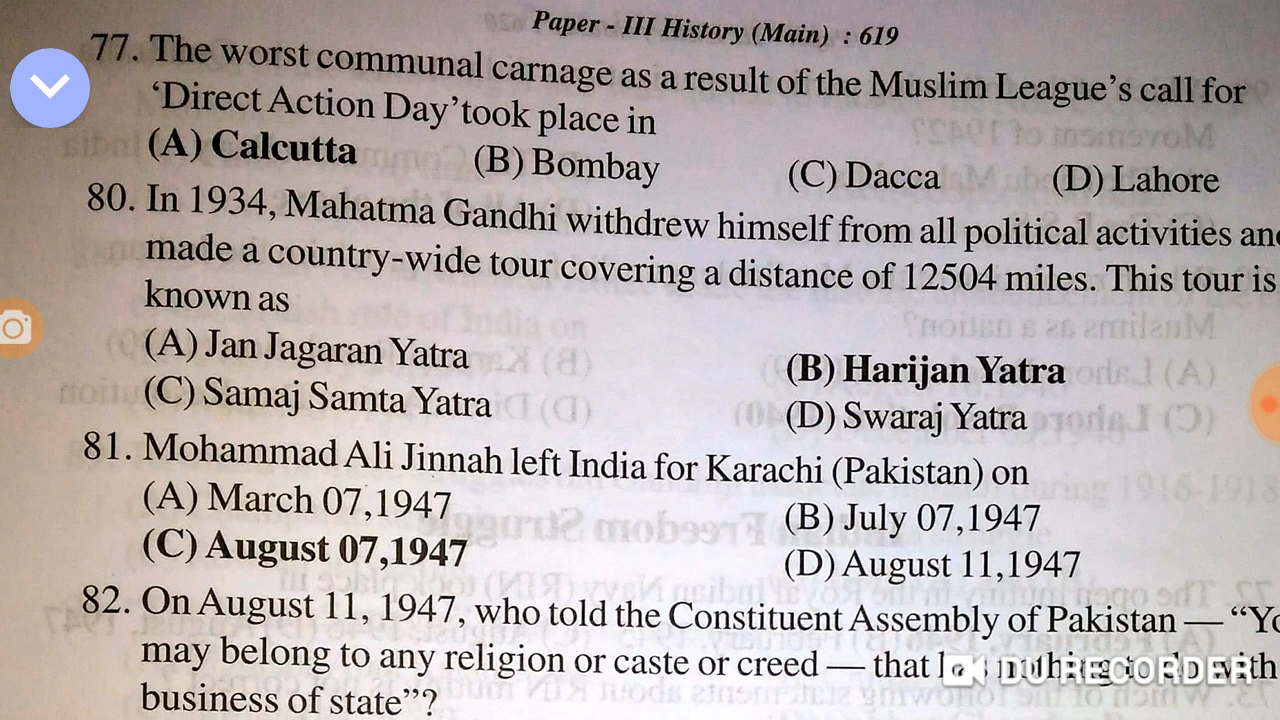 Paper - III History (Main) : 619
77. The worst communal carnage as a result of the Muslim League's call for
'Direct Action Day' took place in
(A) Calcutta (B) Bombay (C) Dacca (D) Lahore
80. In 1934, Mahatma Gandhi withdrew himself from all political activities
made a country-wide tour covering a distance of 12504 miles. This tour is
known as
(A) Jan Jagaran Yatra (B) Harijan Yatra
(C) Samaj Samta Yatra (D) Swaraj Yatra
81. Mohammad Ali Jinnah left India for Karachi (Pakistan) on
(A) March 07,1947 (B) July 07,1947
(C) August 07,1947 (D) August 11,1947
82. On August 11, 1947, who told the Constituent Assembly of Pakistan —
may belong to any religion or caste or creed — that
business of state"?
DU RECORDER